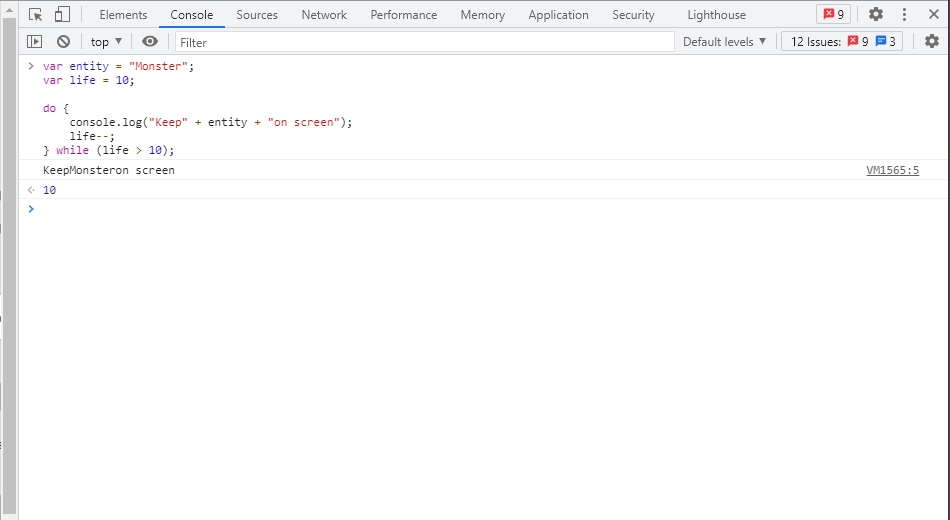 Elements Console Sources Network Performance Memory Application Security Lighthouse 9
top Filter Default levels 12 Issues: 9 3
var entity = "Monster";
var life = 10;
do {
console.log("Keep" + entity + "on screen");
life--;
} while (life > 10);
KeepMonsteron screen VM1565:5
10